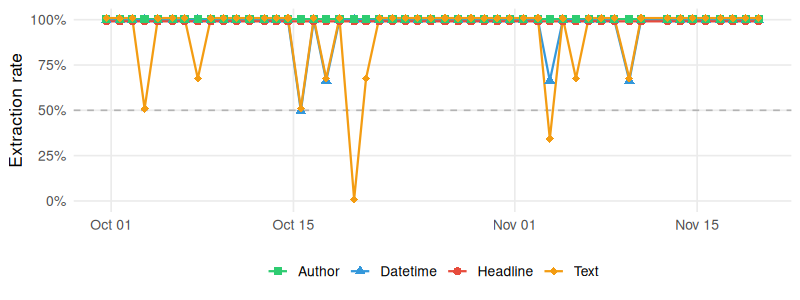 Extraction rate
100%
75%
50%
25%
0%
Oct 01 Oct 15 Nov 01 Nov 15
Author Datetime Headline Text